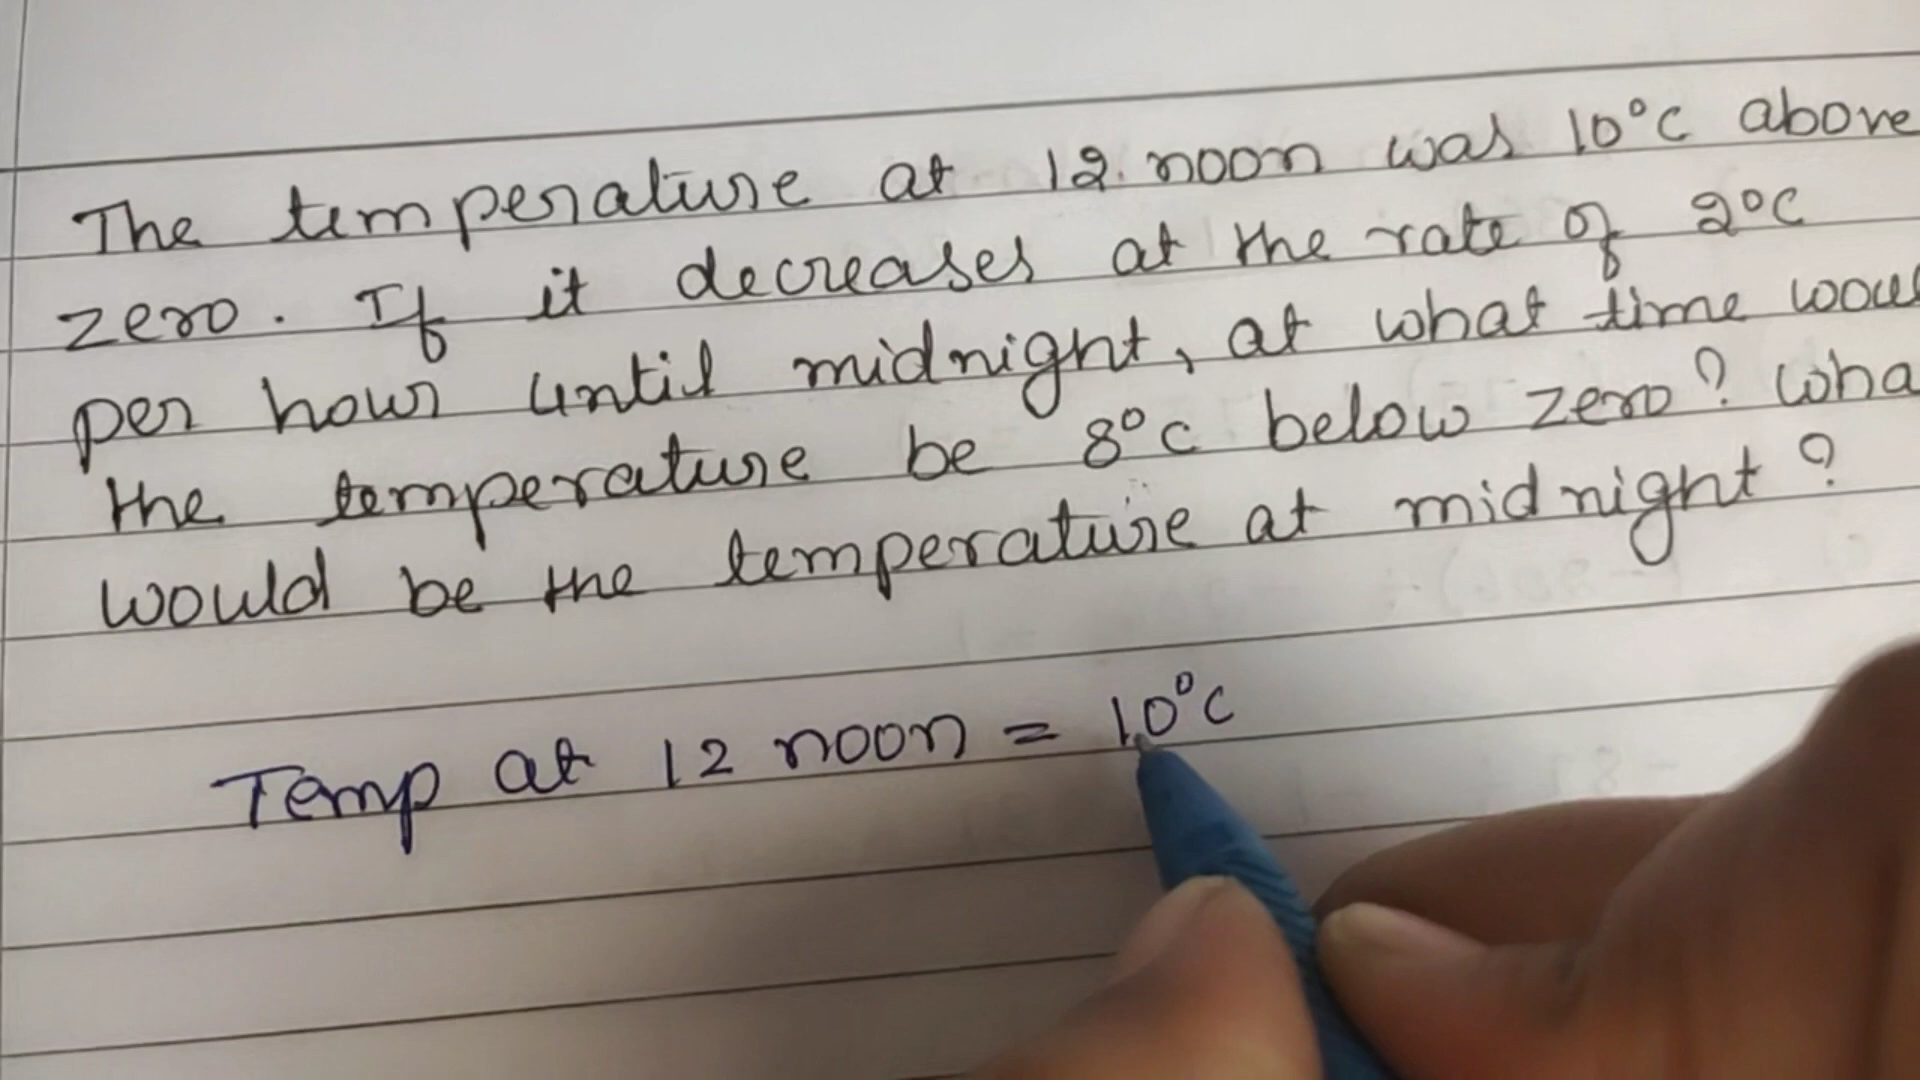 The temperature at 12 noon was 10°c above
zero. If it decreases at the rate of 2°c
per hour until midnight, at what time woul
the temperature be 8°c below zero? Wha
would be the temperature at midnight?
Temp at 12 noon = 10°c